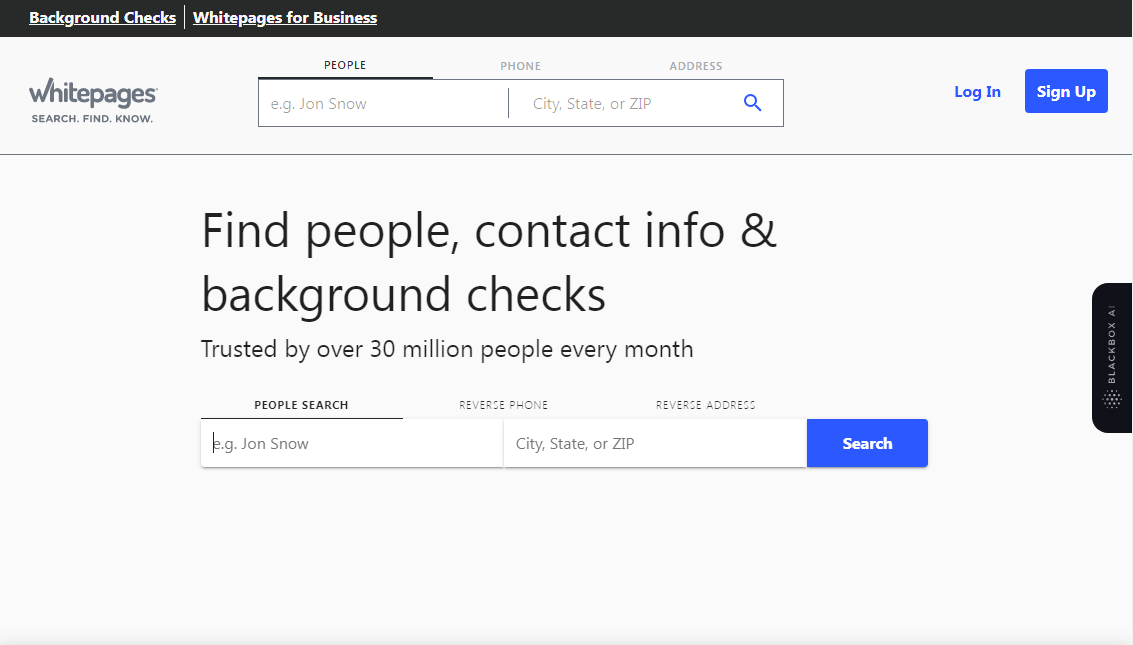 Background Checks
Whitepages for Business
PEOPLE
PHONE
ADDRESS
whitepages
SEARCH. FIND. KNOW.
e.g. Jon Snow
City, State, or ZIP
Log In
Sign Up
Find people, contact info &
background checks
Trusted by over 30 million people every month
PEOPLE SEARCH
REVERSE PHONE
REVERSE ADDRESS
e.g. Jon Snow
City, State, or ZIP
Search
BLACKBOX AI